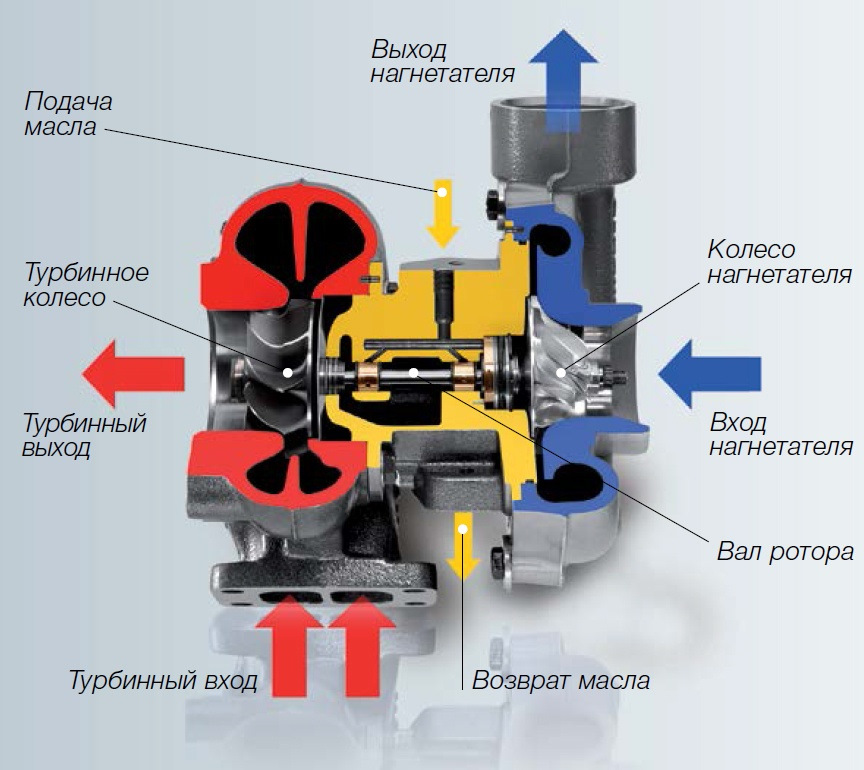 Выход
нагнетателя
Подача
масла
Колесо
нагнетателя
Турбинное
колесо
Турбинный
выход
Вход
нагнетателя
Вал ротора
Турбинный вход
Возврат масла